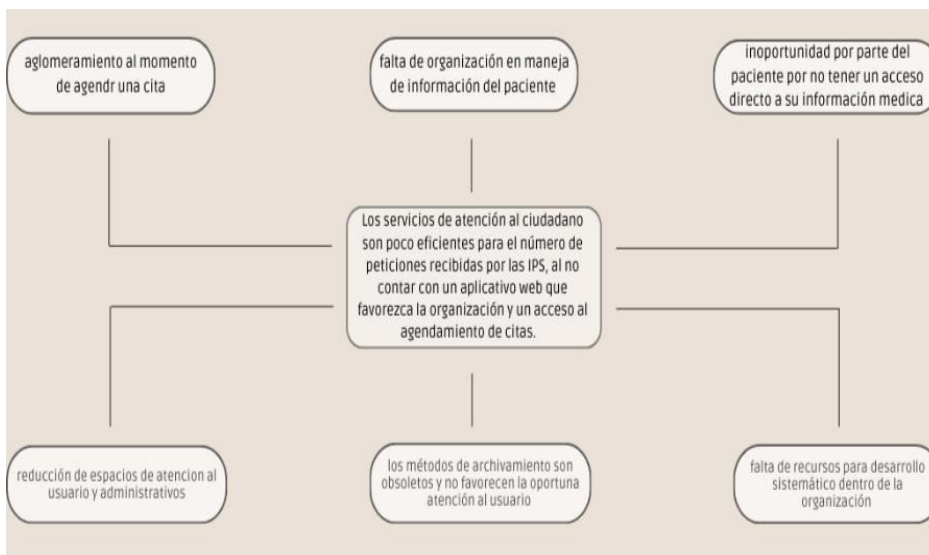 aglomeramiento al momento
de agendr una cita
falta de organización en maneja
de información del paciente
inoportunidad por parte del
paciente por no tener un acceso
directo a su información medica
Los servicios de atención al ciudadano
son poco eficientes para el número de
peticiones recibidas por las IPS, al no
contar con un aplicativo web que
favorezca la organización y un acceso al
agendamiento de citas.
reducción de espacios de atencion al
usuario y administrativos
los métodos de archivamiento son
obsoletos y no favorecen la oportuna
atención al usuario
falta de recursos para desarrollo
sistemático dentro de la
organización